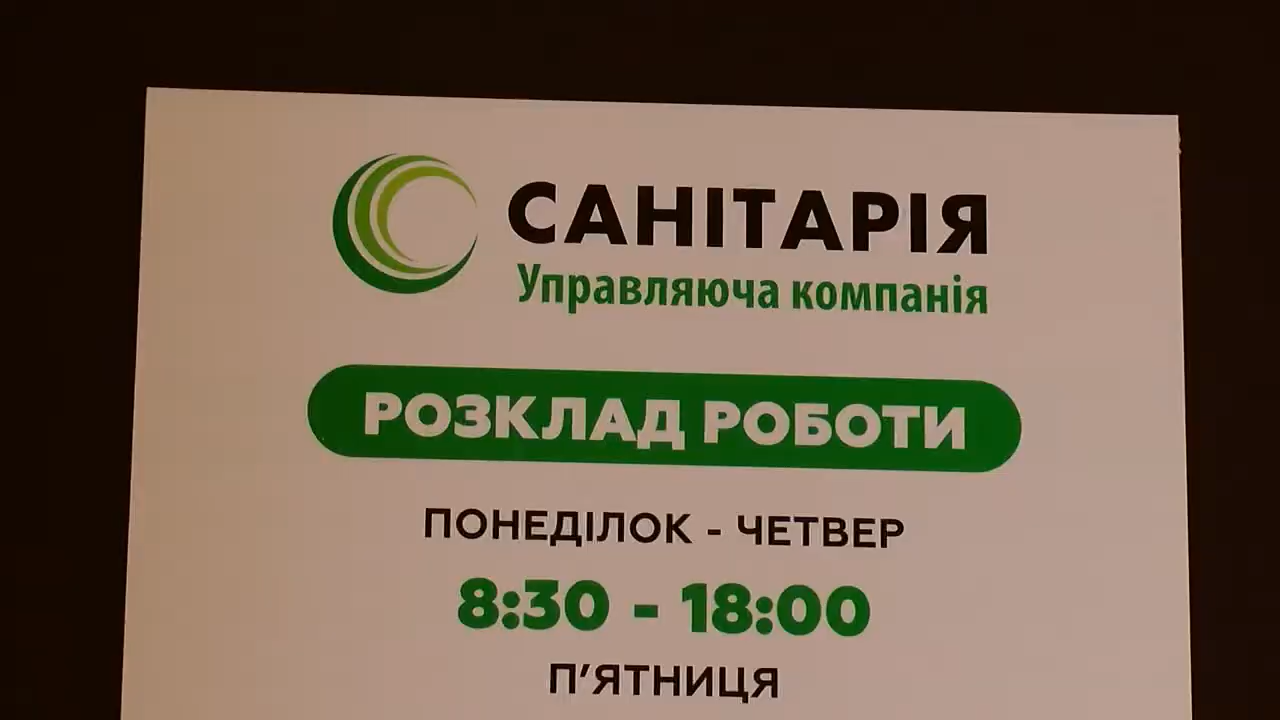 САНІТАРІЯ
Управляюча компанія
РОЗКЛАД РОБОТИ
ПОНЕДІЛОК - ЧЕТВЕР
8:30 - 18:00
П'ЯТНИЦЯ